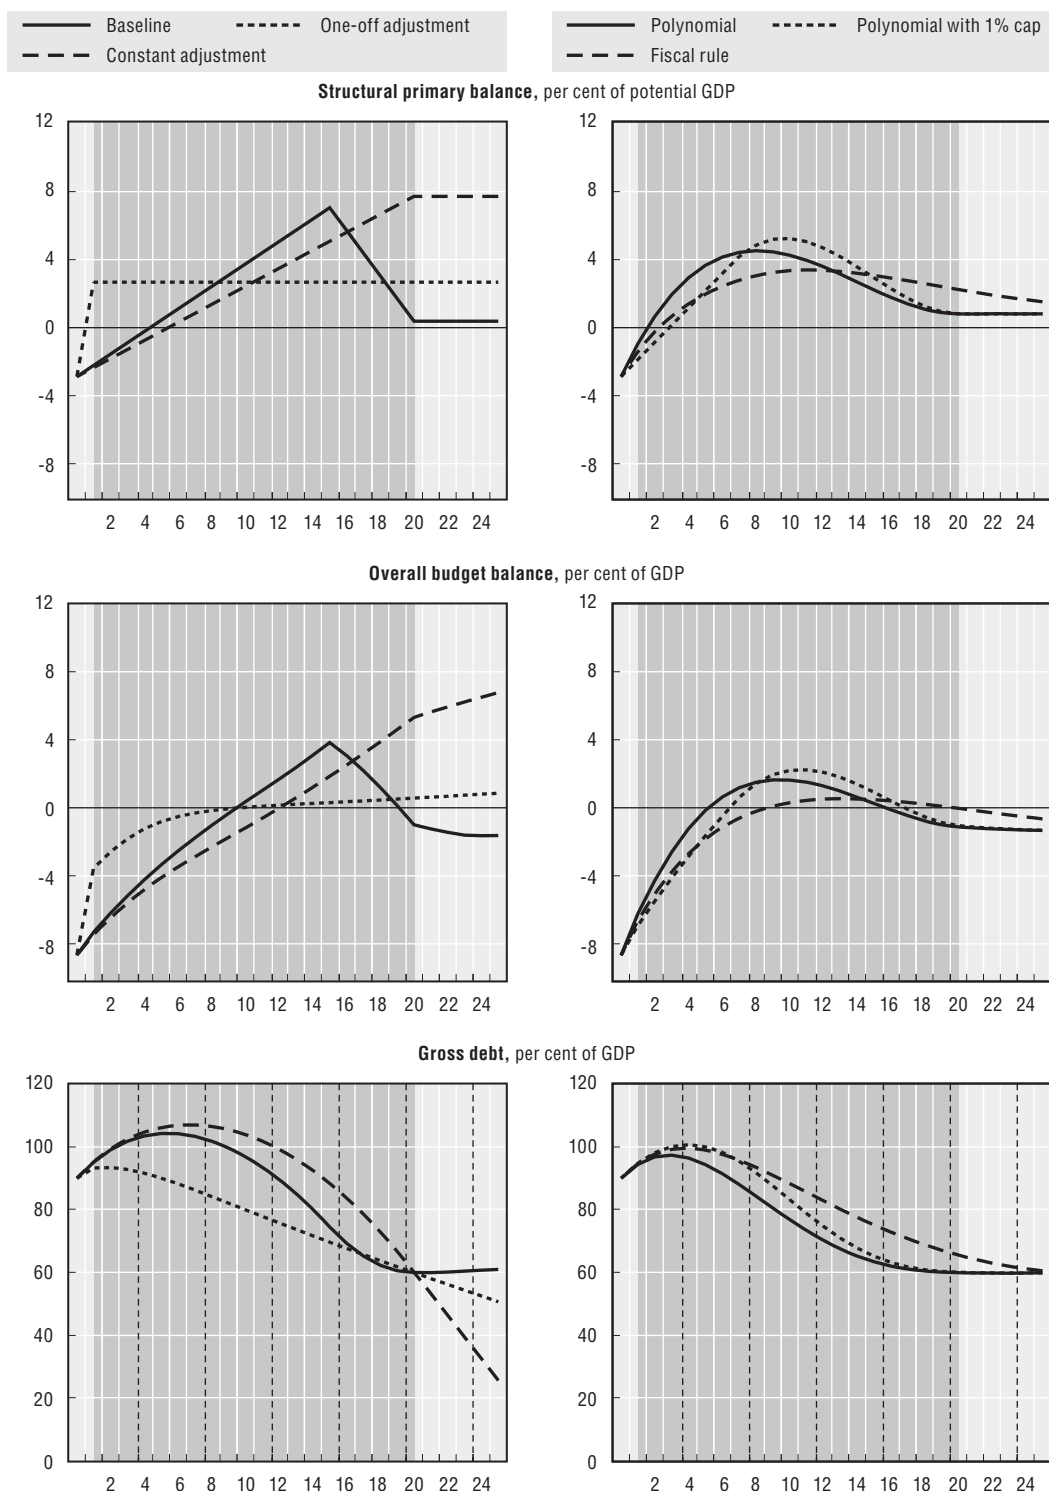 Baseline One-off adjustment
Constant adjustment
Polynomial Polynomial with 1% cap
Fiscal rule
Structural primary balance, per cent of potential GDP
12
8
4
0
-4
-8
2 4 6 8 10 12 14 16 18 20 22 24
12
8
4
0
-4
-8
2 4 6 8 10 12 14 16 18 20 22 24
Overall budget balance, per cent of GDP
12
8
4
0
-4
-8
2 4 6 8 10 12 14 16 18 20 22 24
12
8
4
0
-4
-8
2 4 6 8 10 12 14 16 18 20 22 24
Gross debt, per cent of GDP
120
100
80
60
40
20
0
2 4 6 8 10 12 14 16 18 20 22 24
120
100
80
60
40
20
0
2 4 6 8 10 12 14 16 18 20 22 24